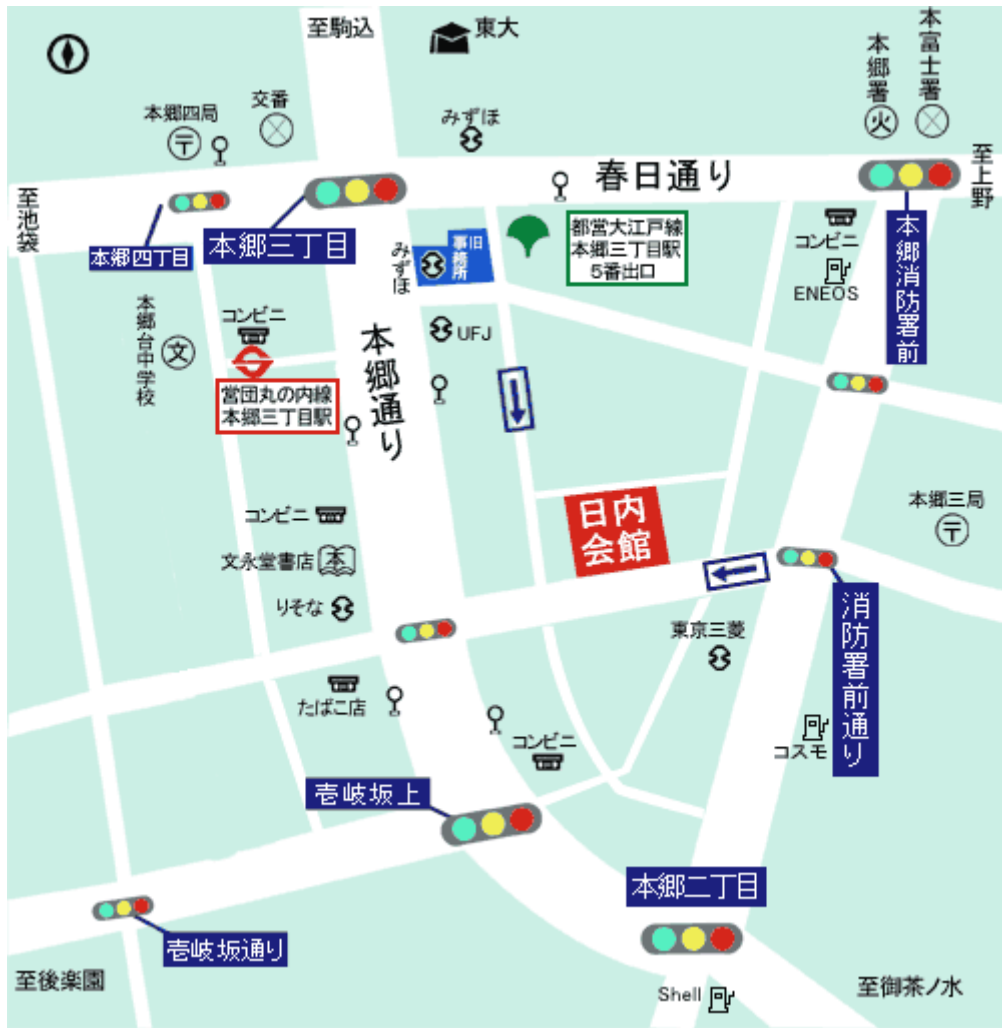 至駒込
東大
本郷署
本富士署
本郷四局
〒
交番
みずほ
火
至池袋
春日通り
至上野
本郷四丁目
本郷三丁目
みずほ
旧
事務所
都営大江戸線
本郷三丁目駅
5番出口
コンビニ
ENEOS
本郷消防署前
本郷台中学校
文
コンビニ
UFJ
本郷通り
営団丸の内線
本郷三丁目駅
日内
会館
本郷三局
〒
コンビニ
文永堂書店
本
りそな
東京三菱
消防署前通り
たばこ店
コンビニ
コスモ
壱岐坂上
本郷二丁目
壱岐坂通り
至後楽園
Shell
至御茶ノ水